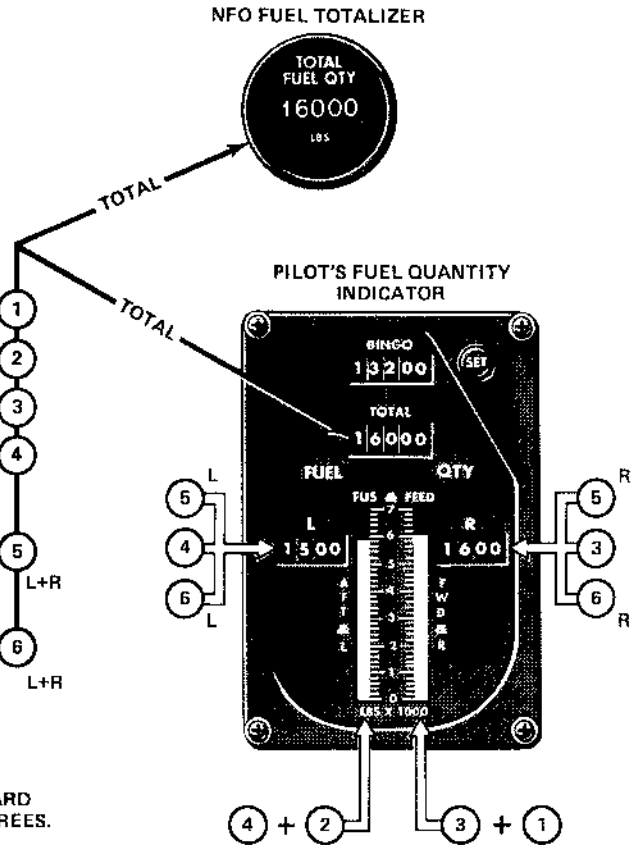 NFO FUEL TOTALIZER
TOTAL
FUEL QTY
16000
LBS
TOTAL
TOTAL
1
2
3
4
5
L+R
6
L+R
PILOT'S FUEL QUANTITY
INDICATOR
BINGO
13200
SET
TOTAL
16000
FUEL QTY
FUS & FEED
L
1500
R
1600
7
6
5
4
3
2
1
0
AFT & L
FWD & R
LBS X 1000
L
5
4
6
L
R
5
3
6
R
4 + 2
3 + 1
ARD
REES.